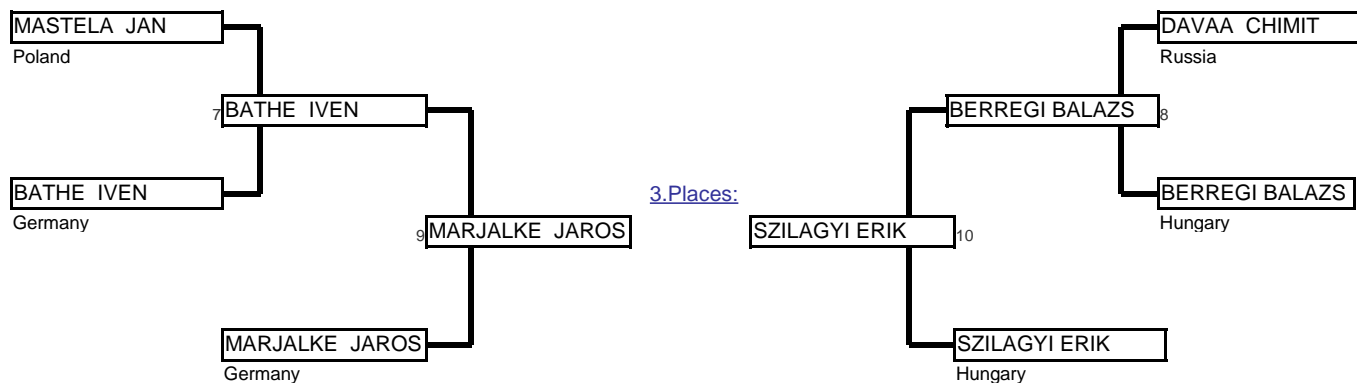 MASTELA  JAN
Poland
DAVAA  CHIMIT
Russia
7 BATHE  IVEN
BERREGI BALAZS 8
BATHE  IVEN
Germany
3.Places:
BERREGI BALAZS
Hungary
9 MARJALKE  JAROS
SZILAGYI ERIK 10
MARJALKE  JAROS
Germany
SZILAGYI ERIK
Hungary